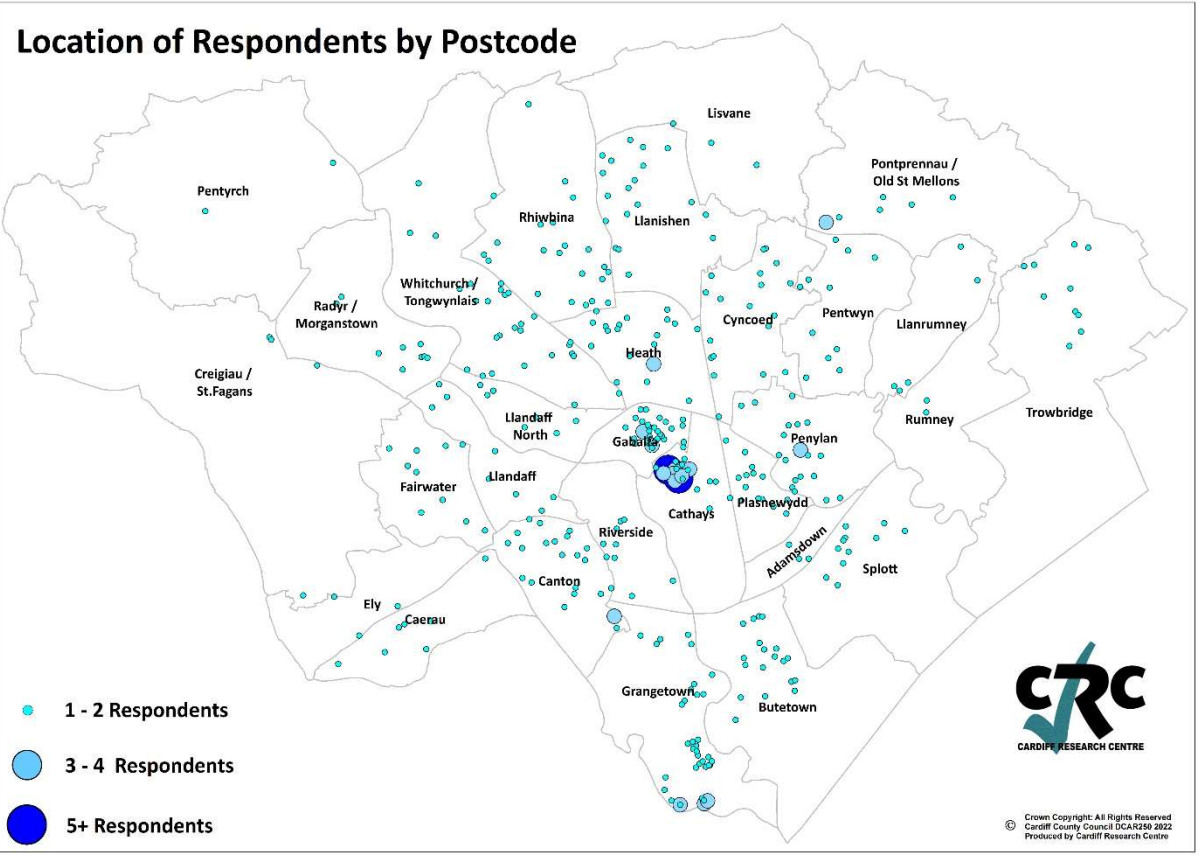 Location of Respondents by Postcode
Lisvane
Pontprennau /
Old St Mellons
Pentyrch
Rhiwbina
Llanishen
Whitchurch /
Tongwynlais
Radyr /
Morganstown
Cyncoed
Pentwyn
Llanrumney
Heath
Creigiau /
St.Fagans
Trowbridge
Rumney
Llandaff
North
Gabalfa
Penylan
Llandaff
Fairwater
Plasnewydd
Cathays
Riverside
Adamsdown
Splott
Canton
Ely
Caerau
Grangetown
Butetown
1 - 2 Respondents
3 - 4 Respondents
5+ Respondents
CRC
CARDIFF RESEARCH CENTRE
© Crown Copyright: All Rights Reserved
Cardiff County Council DCAR250 2022
Produced by Cardiff Research Centre